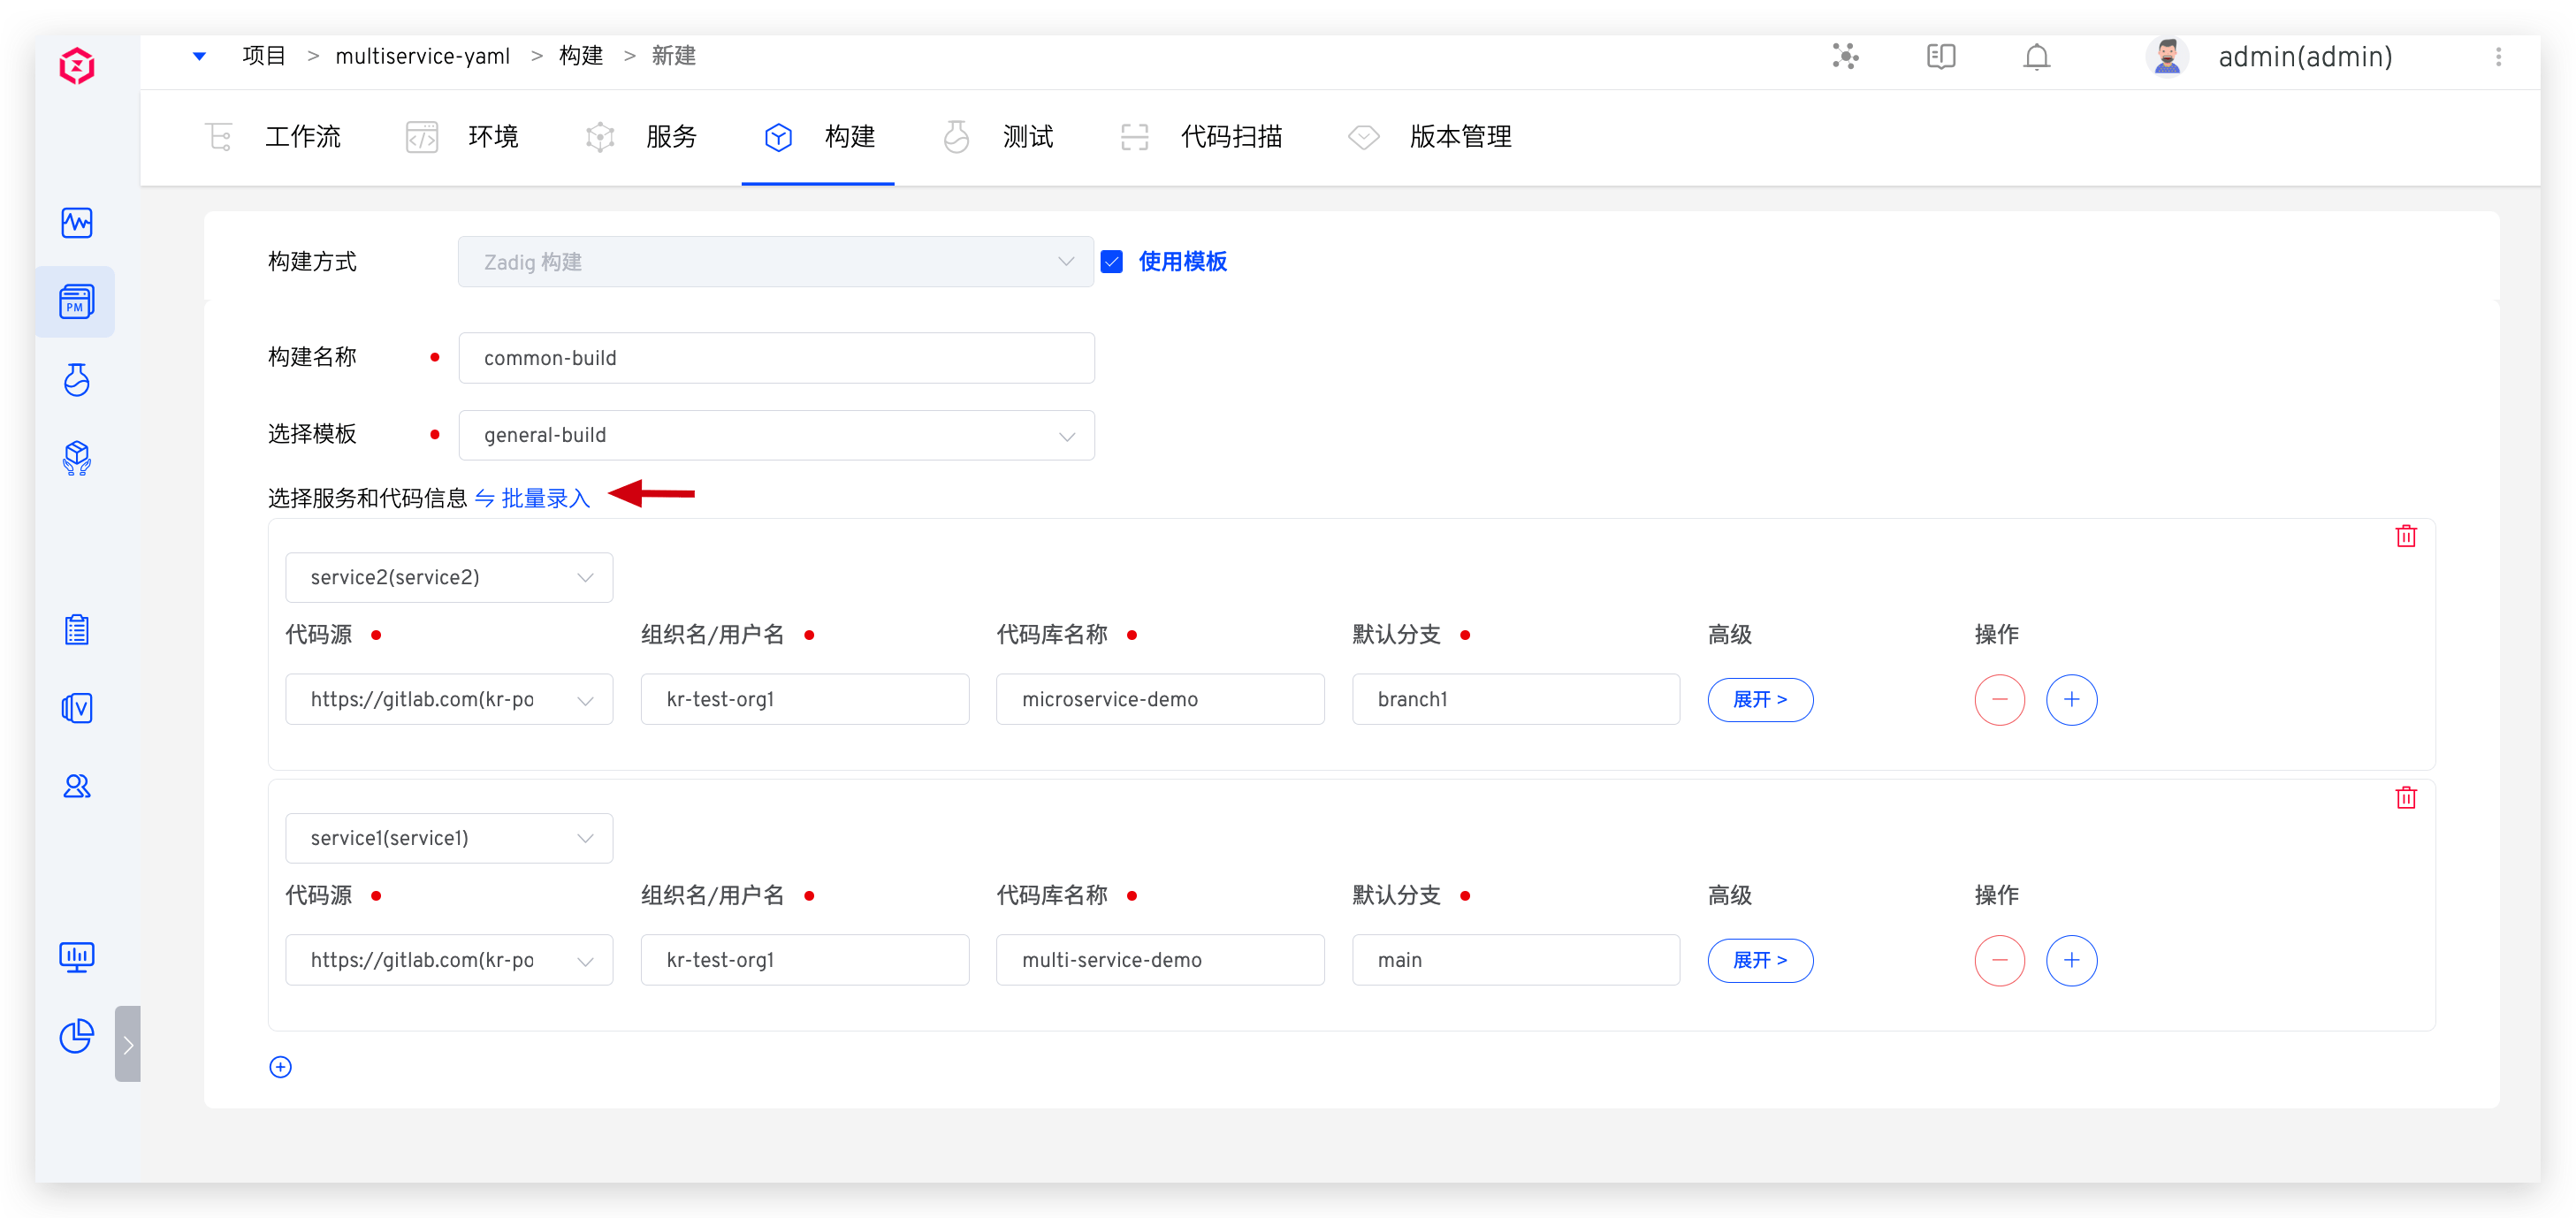 项目 > multiservice-yaml > 构建 > 新建
admin(admin)
工作流 环境 服务 构建 测试 代码扫描 版本管理
PM
V
构建方式 Zadig 构建 使用模板
构建名称 common-build
选择模板 general-build
选择服务和代码信息 批量录入
service2(service2)
代码源 组织名/用户名 代码库名称 默认分支 高级 操作
https://gitlab.com(kr-po kr-test-org1 microservice-demo branch1 展开 >
service1(service1)
代码源 组织名/用户名 代码库名称 默认分支 高级 操作
https://gitlab.com(kr-po kr-test-org1 multi-service-demo main 展开 >